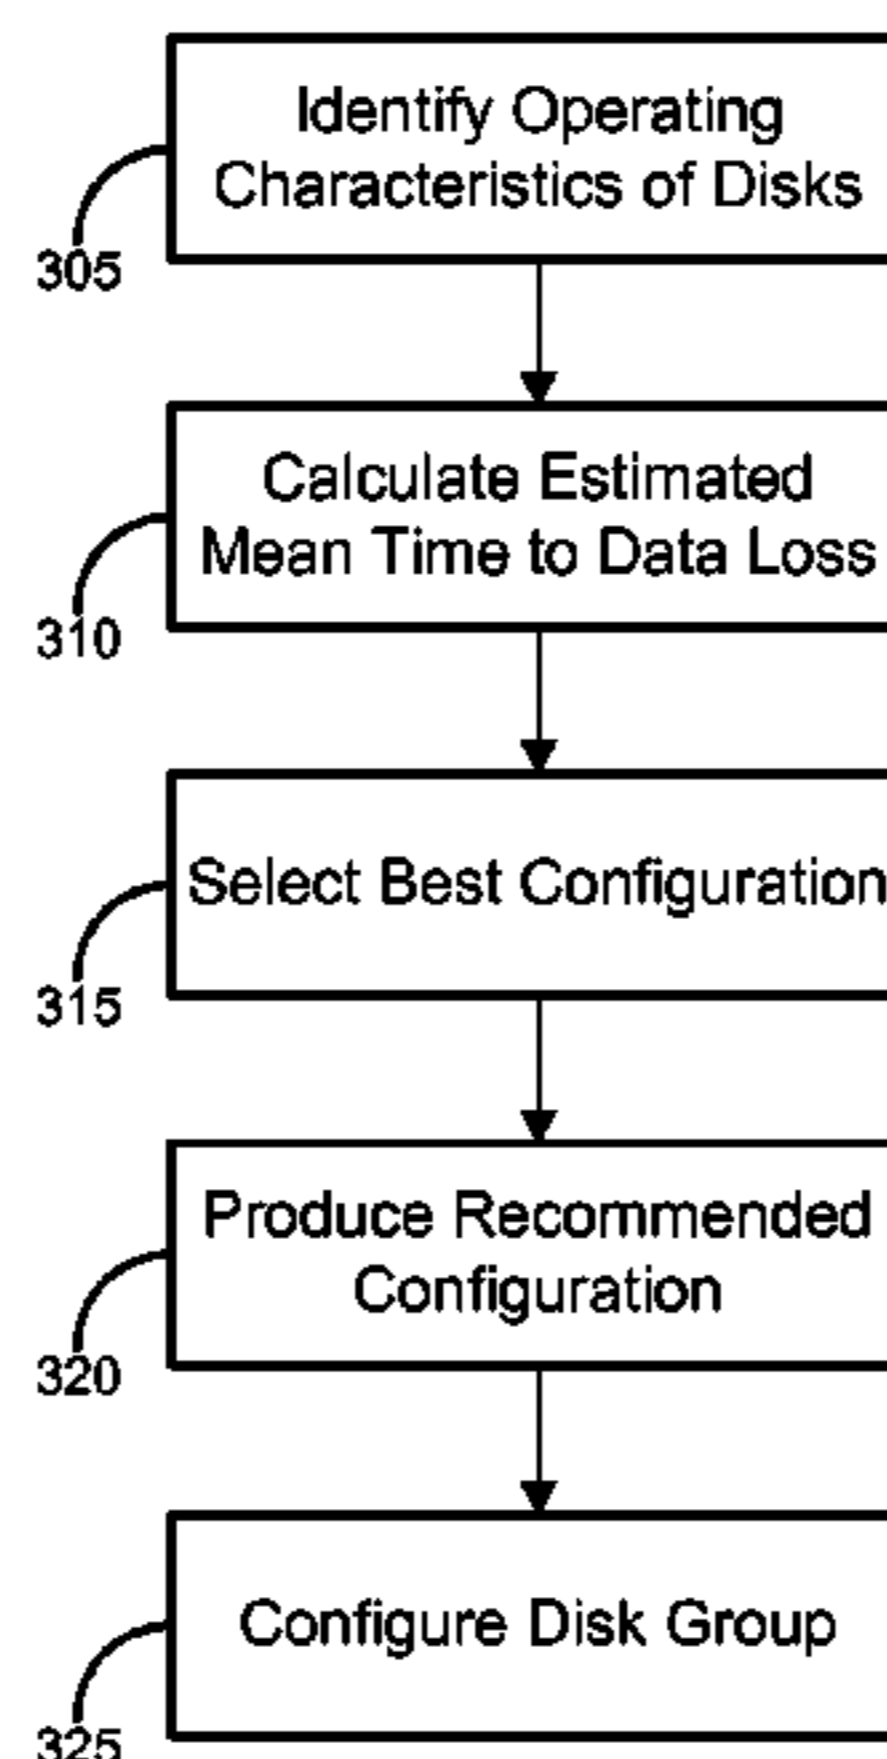 Identify Operating
Characteristics of Disks
305
Calculate Estimated
Mean Time to Data Loss
310
Select Best Configuration
315
Produce Recommended
Configuration
320
Configure Disk Group
325